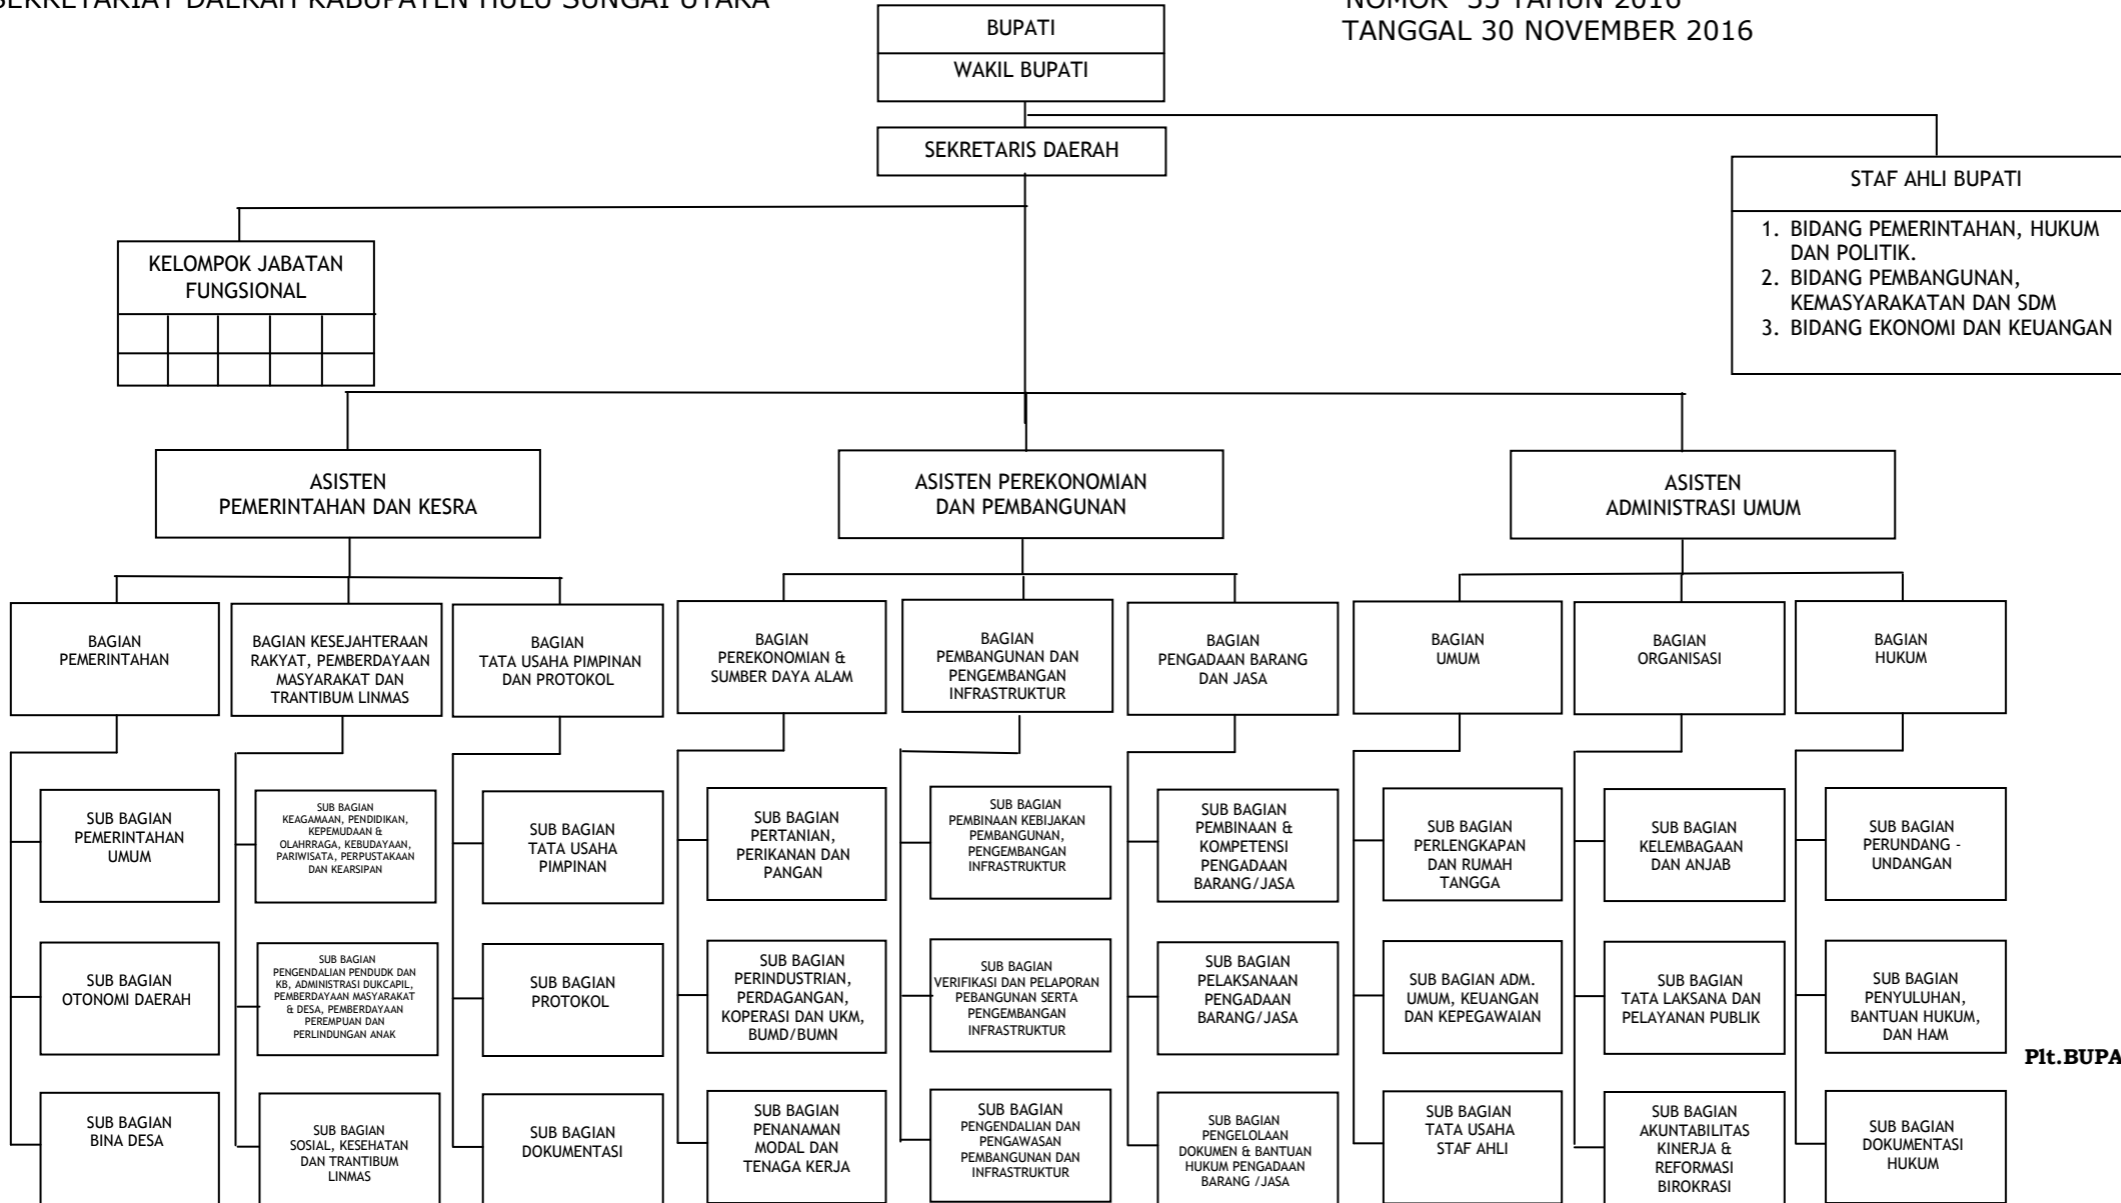 SEKRETARIAT DAERAH KABUPATEN HULU SUNGAI UTARA
NOMOR 35 TAHUN 2016
TANGGAL 30 NOVEMBER 2016
BUPATI
WAKIL BUPATI
SEKRETARIS DAERAH
STAF AHLI BUPATI
1. BIDANG PEMERINTAHAN, HUKUM
DAN POLITIK.
2. BIDANG PEMBANGUNAN,
KEMASYARAKATAN DAN SDM
3. BIDANG EKONOMI DAN KEUANGAN
KELOMPOK JABATAN
FUNGSIONAL
ASISTEN
PEMERINTAHAN DAN KESRA
ASISTEN PEREKONOMIAN
DAN PEMBANGUNAN
ASISTEN
ADMINISTRASI UMUM
BAGIAN
PEMERINTAHAN
BAGIAN KESEJAHTERAAN
RAKYAT, PEMBERDAYAAN
MASYARAKAT DAN
TRANTIBUM LINMAS
BAGIAN
TATA USAHA PIMPINAN
DAN PROTOKOL
BAGIAN
PEREKONOMIAN &
SUMBER DAYA ALAM
BAGIAN
PEMBANGUNAN DAN
PENGEMBANGAN
INFRASTRUKTUR
BAGIAN
PENGADAAN BARANG
DAN JASA
BAGIAN
UMUM
BAGIAN
ORGANISASI
BAGIAN
HUKUM
SUB BAGIAN
PEMERINTAHAN
UMUM
SUB BAGIAN
KEAGAMAAN, PENDIDIKAN,
KEPEMUDAAN &
OLAHRRAGA, KEBUDAYAAN,
PARIWISATA, PERPUSTAKAAN
DAN KEARSIPAN
SUB BAGIAN
TATA USAHA
PIMPINAN
SUB BAGIAN
PERTANIAN,
PERIKANAN DAN
PANGAN
SUB BAGIAN
PEMBINAAN KEBIJAKAN
PEMBANGUNAN,
PENGEMBANGAN
INFRASTRUKTUR
SUB BAGIAN
PEMBINAAN &
KOMPETENSI
PENGADAAN
BARANG/JASA
SUB BAGIAN
PERLENGKAPAN
DAN RUMAH
TANGGA
SUB BAGIAN
KELEMBAGAAN
DAN ANJAB
SUB BAGIAN
PERUNDANG -
UNDANGAN
SUB BAGIAN
OTONOMI DAERAH
SUB BAGIAN
PENGENDALIAN PENDUDK DAN
KB, ADMINISTRASI DUKCAPIL,
PEMBERDAYAAN MASYARAKAT
& DESA, PEMBERDAYAAN
PEREMPUAN DAN
PERLINDUNGAN ANAK
SUB BAGIAN
PROTOKOL
SUB BAGIAN
PERINDUSTRIAN,
PERDAGANGAN,
KOPERASI DAN UKM,
BUMD/BUMN
SUB BAGIAN
VERIFIKASI DAN PELAPORAN
PEBANGUNAN SERTA
PENGEMBANGAN
INFRASTRUKTUR
SUB BAGIAN
PELAKSANAAN
PENGADAAN
BARANG/JASA
SUB BAGIAN ADM.
UMUM, KEUANGAN
DAN KEPEGAWAIAN
SUB BAGIAN
TATA LAKSANA DAN
PELAYANAN PUBLIK
SUB BAGIAN
PENYULUHAN,
BANTUAN HUKUM,
DAN HAM
Plt.BUPA
SUB BAGIAN
BINA DESA
SUB BAGIAN
SOSIAL, KESEHATAN
DAN TRANTIBUM
LINMAS
SUB BAGIAN
DOKUMENTASI
SUB BAGIAN
PENANAMAN
MODAL DAN
TENAGA KERJA
SUB BAGIAN
PENGENDALIAN DAN
PENGAWASAN
PEMBANGUNAN DAN
INFRASTRUKTUR
SUB BAGIAN
PENGELOLAAN
DOKUMEN & BANTUAN
HUKUM PENGADAAN
BARANG /JASA
SUB BAGIAN
TATA USAHA
STAF AHLI
SUB BAGIAN
AKUNTABILITAS
KINERJA &
REFORMASI
BIROKRASI
SUB BAGIAN
DOKUMENTASI
HUKUM